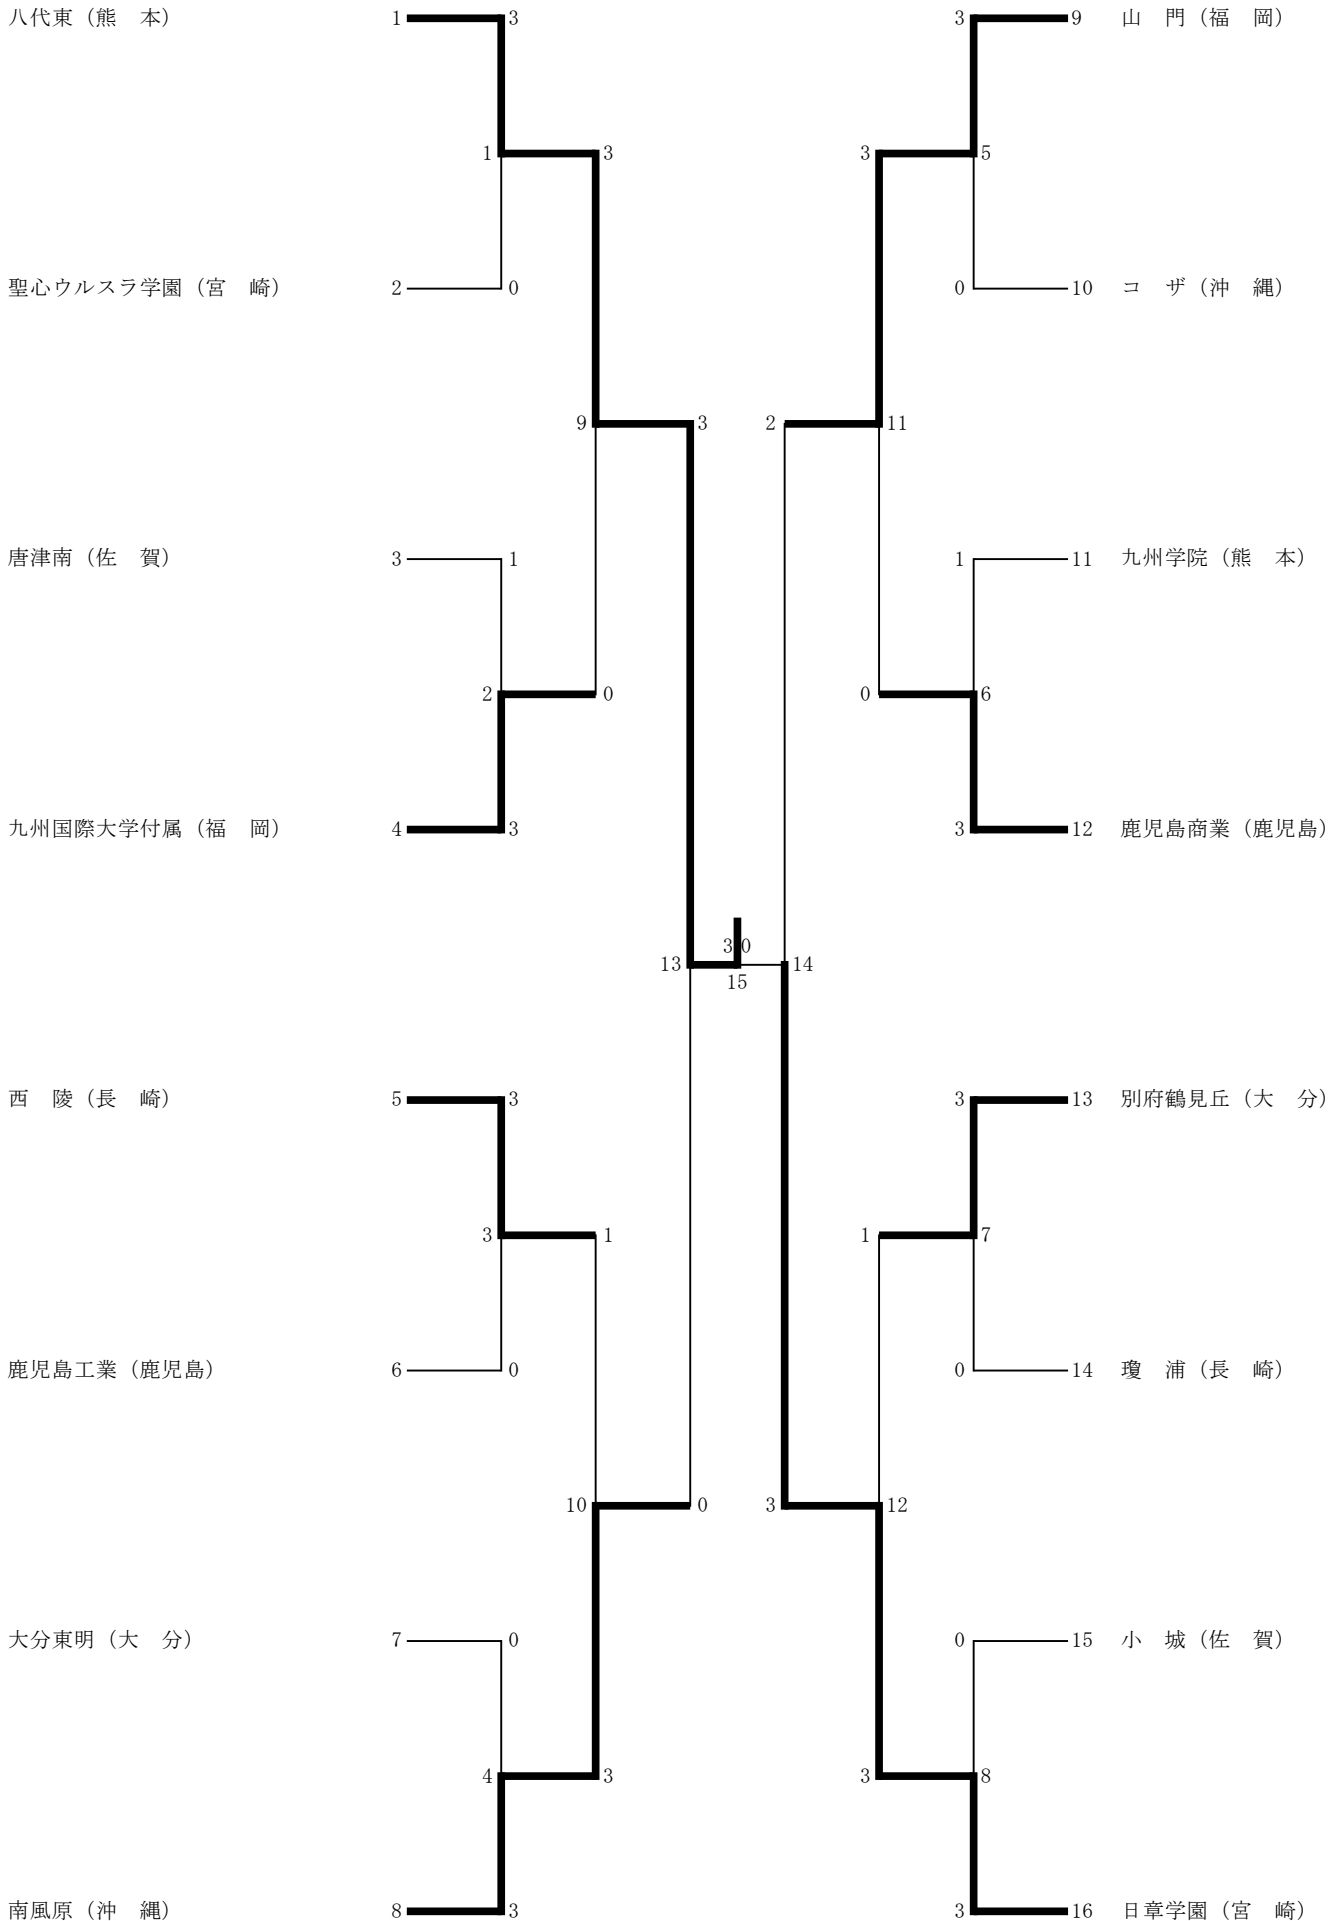 八代東（熊　本） 1 3 3 9 山　門（福　岡）
1 3 3 5
聖心ウルスラ学園（宮　崎） 2 0 0 10 コ　ザ（沖　縄）
9 3 2 11
唐津南（佐　賀） 3 1 1 11 九州学院（熊　本）
2 0 0 6
九州国際大学付属（福　岡） 4 3 3 12 鹿児島商業（鹿児島）
3 0
13 14
15
西　陵（長　崎） 5 3 3 13 別府鶴見丘（大　分）
3 1 1 7
鹿児島工業（鹿児島） 6 0 0 14 瓊　浦（長　崎）
10 0 3 12
大分東明（大　分） 7 0 0 15 小　城（佐　賀）
4 3 3 8
南風原（沖　縄） 8 3 3 16 日章学園（宮　崎）